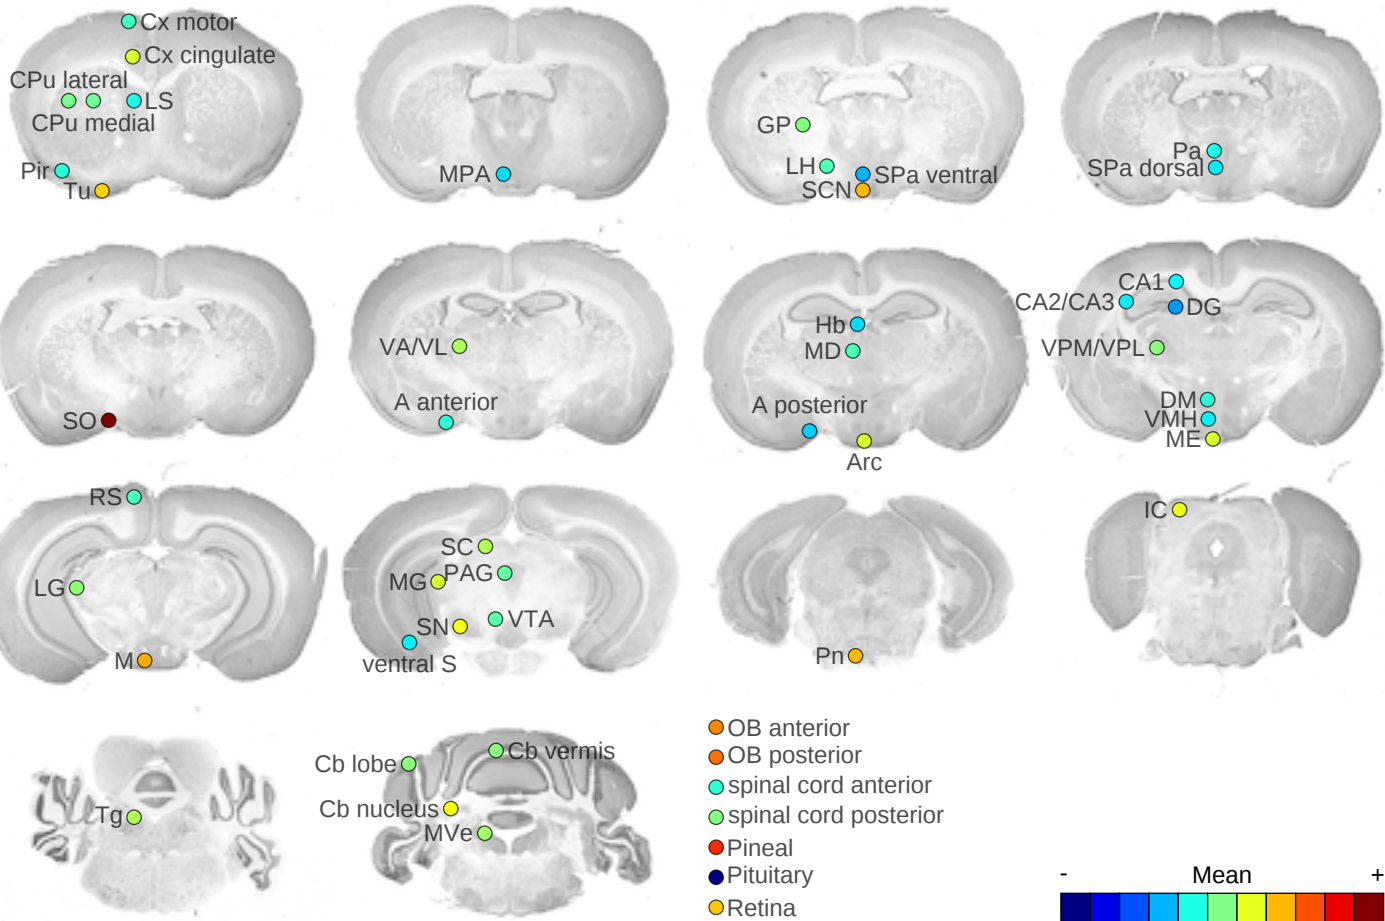 Cx motor
Cx cingulate
CPu lateral
LS
CPu medial
Pir
Tu
MPA
GP
LH
SPa ventral
SCN
Pa
SPa dorsal
SO
VA/VL
A anterior
Hb
MD
A posterior
Arc
CA1
CA2/CA3
DG
VPM/VPL
DM
VMH
ME
RS
LG
M
SC
PAG
MG
VTA
SN
ventral S
Pn
IC
Tg
Cb vermis
Cb lobe
Cb nucleus
MVe
OB anterior
OB posterior
spinal cord anterior
spinal cord posterior
Pineal
Pituitary
Retina
- Mean +